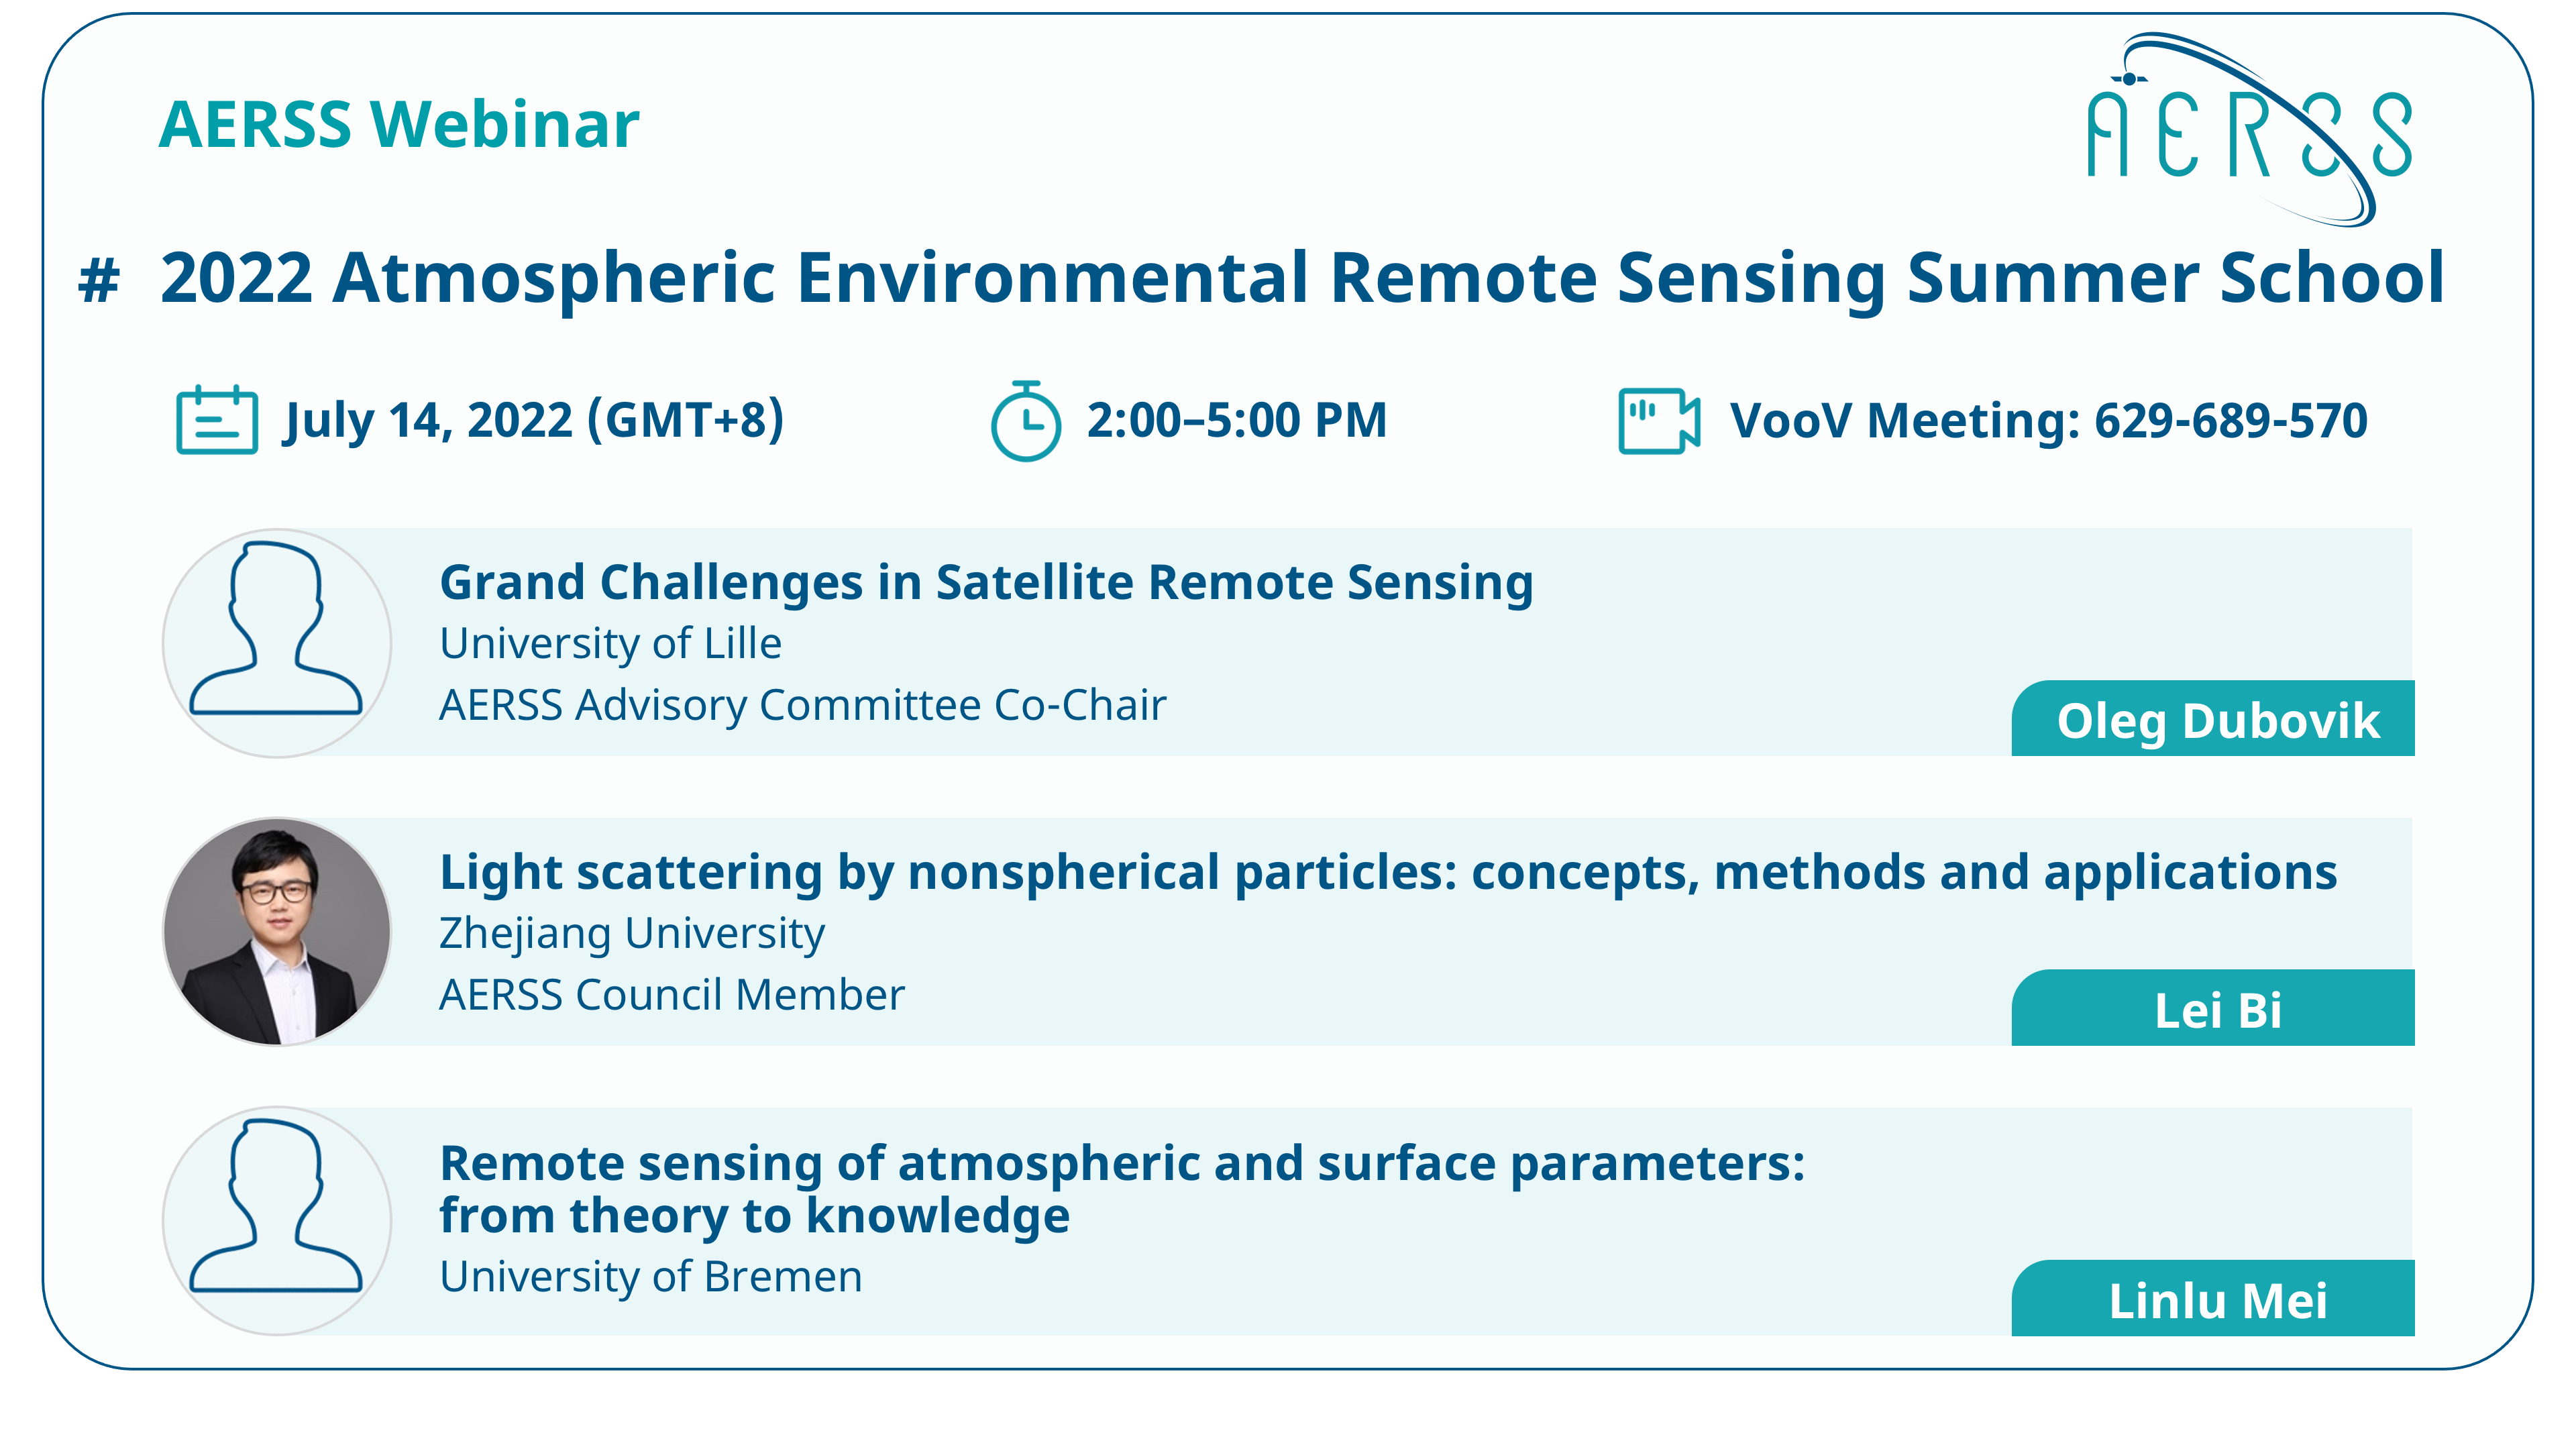 AERSS Webinar
AERSS
# 2022 Atmospheric Environmental Remote Sensing Summer School
July 14, 2022 (GMT+8)
2:00–5:00 PM
VooV Meeting: 629-689-570
Grand Challenges in Satellite Remote Sensing
University of Lille
AERSS Advisory Committee Co-Chair
Oleg Dubovik
Light scattering by nonspherical particles: concepts, methods and applications
Zhejiang University
AERSS Council Member
Lei Bi
Remote sensing of atmospheric and surface parameters:
from theory to knowledge
University of Bremen
Linlu Mei